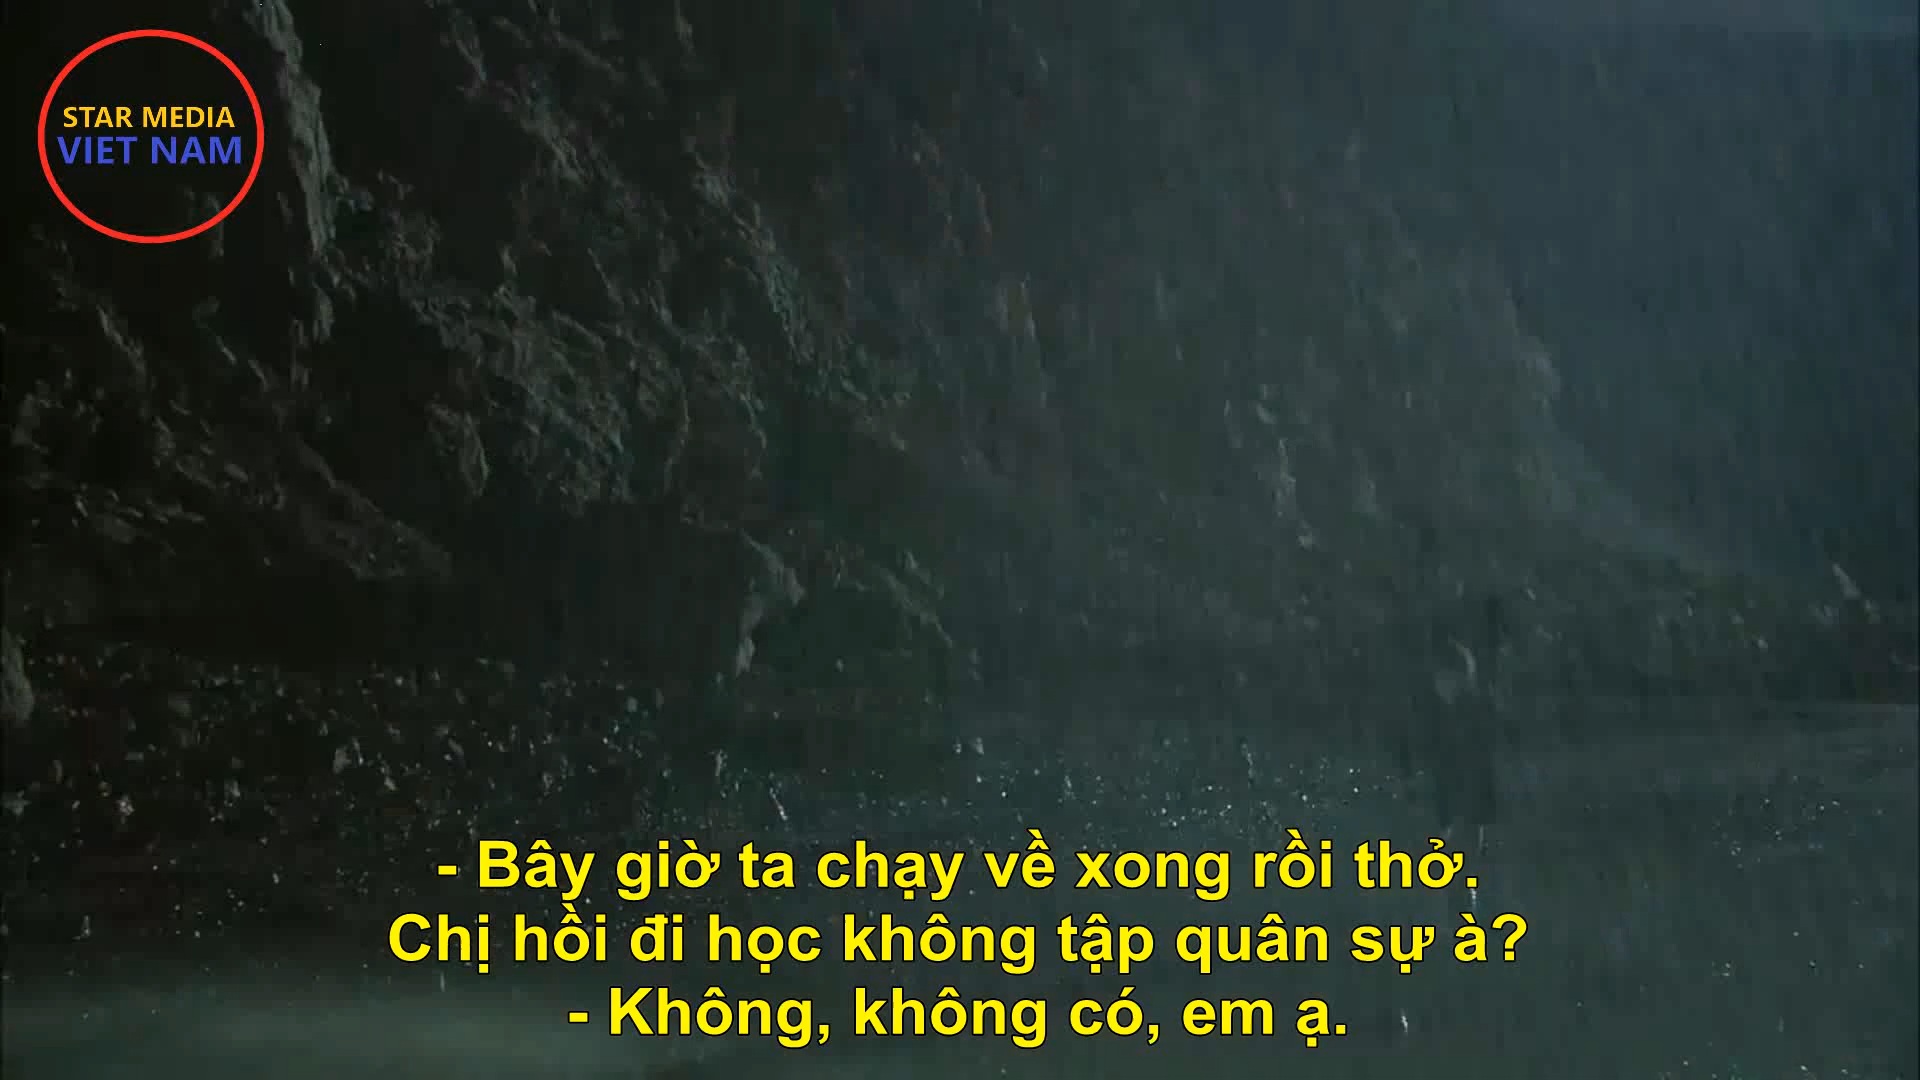 STAR MEDIA
VIET NAM
- Bây giờ ta chạy về xong rồi thở.
Chị hồi đi học không tập quân sự à?
- Không, không có, em ạ.